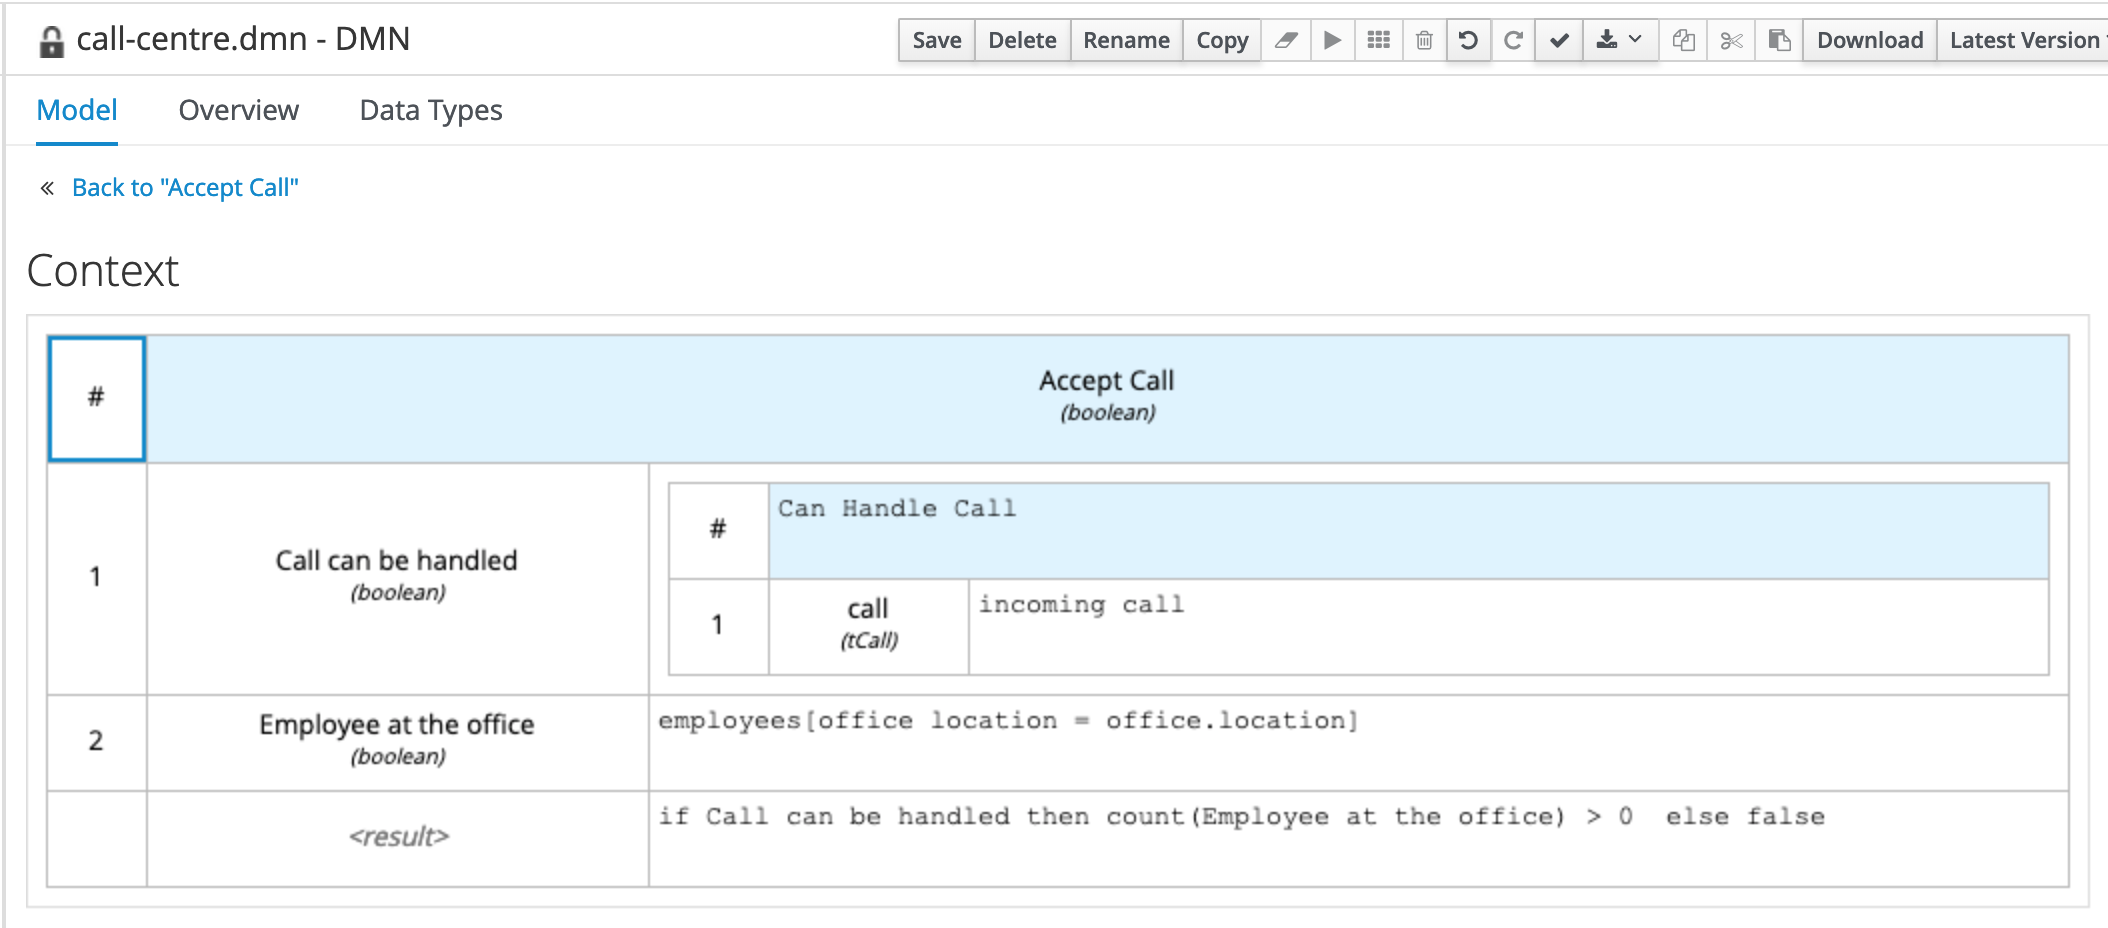 call-centre.dmn - DMN
Save Delete Rename Copy Download Latest Version
Model Overview Data Types
« Back to "Accept Call"
Context
# Accept Call
(boolean)
# Can Handle Call
1 Call can be handled
(boolean)
1 call incoming call
(tCall)
2 Employee at the office employees[office location = office.location]
(boolean)
<result> if Call can be handled then count(Employee at the office) > 0  else false